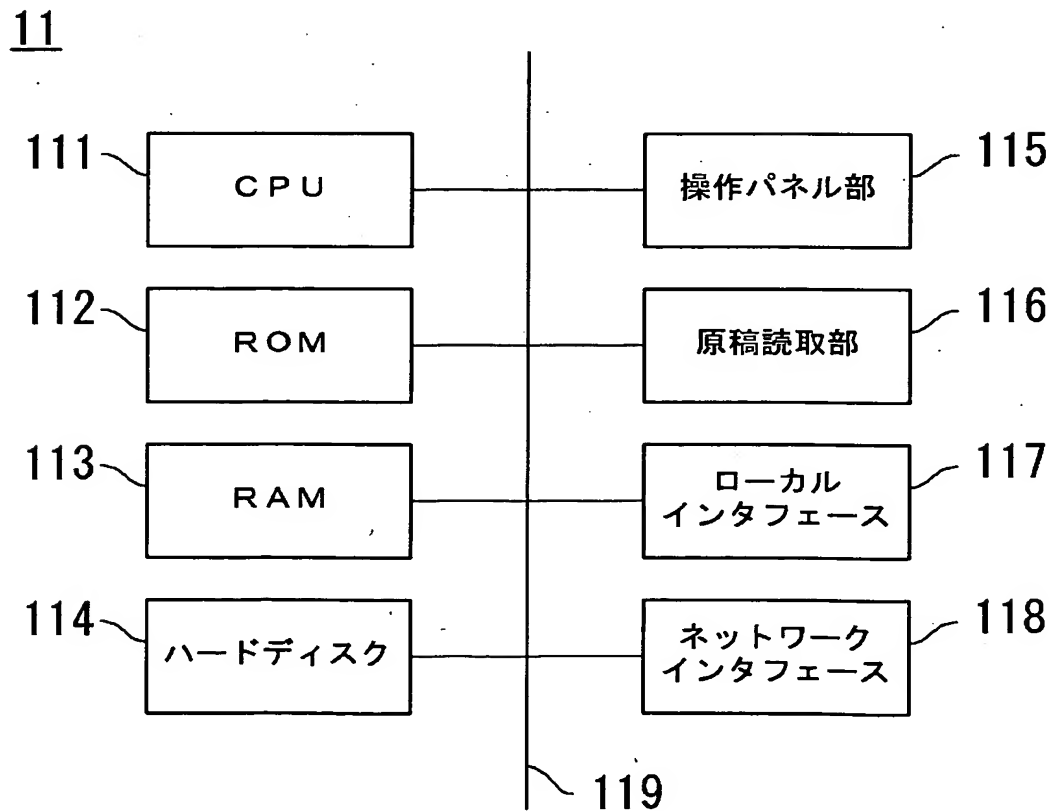 11
111
CPU
115
操作パネル部
112
ROM
116
原稿読取部
113
RAM
117
ローカル
インタフェース
114
ハードディスク
118
ネットワーク
インタフェース
119